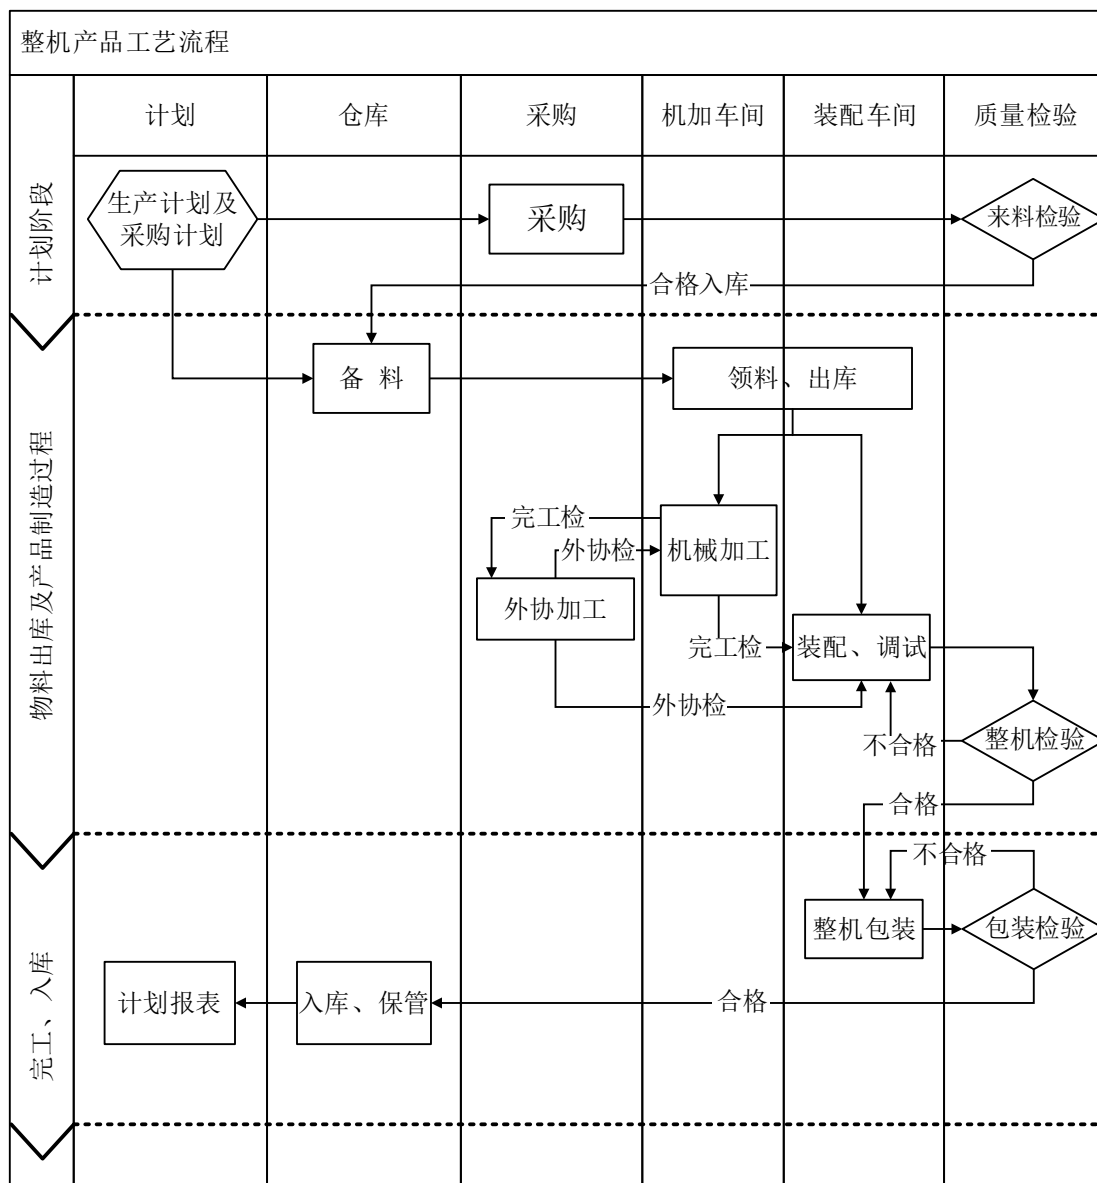 整机产品工艺流程
计划
仓库
采购
机加车间
装配车间
质量检验
计划阶段
生产计划及
采购计划
采购
来料检验
合格入库
物料出库及产品制造过程
备 料
领料、出库
完工检
外协检
机械加工
外协加工
完工检
装配、调试
外协检
不合格
整机检验
合格
完工、入库
不合格
整机包装
包装检验
计划报表
入库、保管
合格